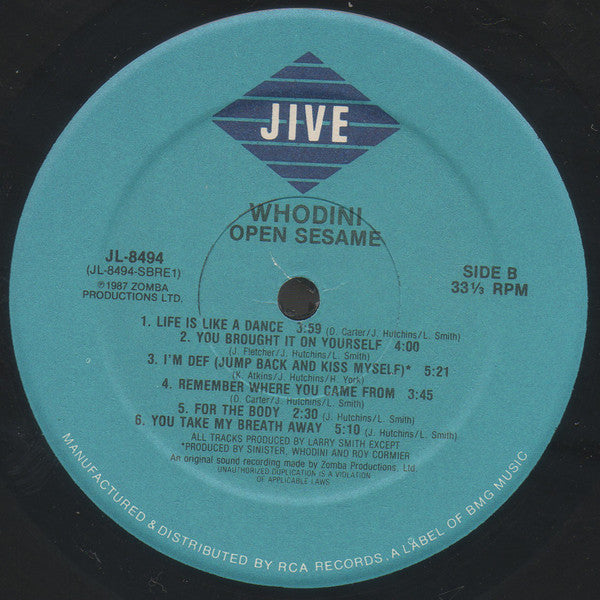 JIVE
WHODINI
OPEN SESAME
JL-8494
(JL-8494-SBRE1)
℗1987 ZOMBA
PRODUCTIONS LTD.
SIDE B
33⅓ RPM
1. LIFE IS LIKE A DANCE 3:59 (D. Carter/J. Hutchins/L. Smith)
2. YOU BROUGHT IT ON YOURSELF 4:00
(J. Fletcher/J. Hutchins/L. Smith)
3. I'M DEF (JUMP BACK AND KISS MYSELF)* 5:21
(K. Atkins/J. Hutchins/H. York)
4. REMEMBER WHERE YOU CAME FROM 3:45
(D. Carter/J. Hutchins/L. Smith)
5. FOR THE BODY 2:30 (J. Hutchins/L. Smith)
6. YOU TAKE MY BREATH AWAY 5:10 (J. Hutchins/L. Smith)
ALL TRACKS PRODUCED BY LARRY SMITH EXCEPT
*PRODUCED BY SINISTER, WHODINI AND ROY CORMIER
An original sound recording made by Zomba Productions, Ltd.
UNAUTHORIZED DUPLICATION IS A VIOLATION
OF APPLICABLE LAWS
MANUFACTURED & DISTRIBUTED BY RCA RECORDS, A LABEL OF BMG MUSIC